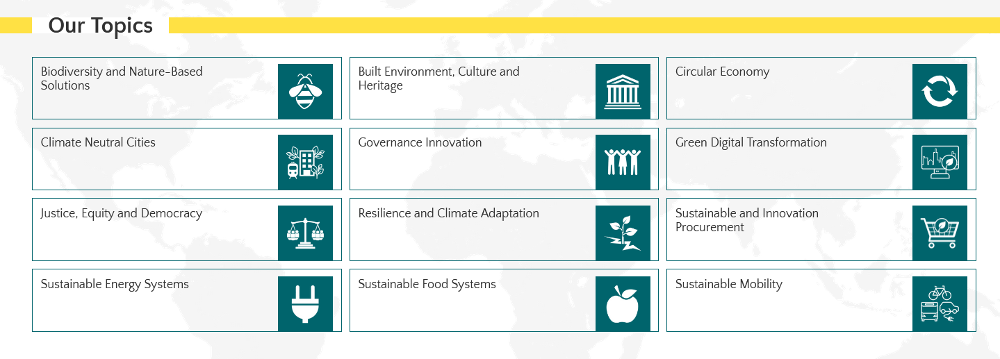 Our Topics
Biodiversity and Nature-Based
Solutions
Built Environment, Culture and
Heritage
Circular Economy
Climate Neutral Cities
Governance Innovation
Green Digital Transformation
Justice, Equity and Democracy
Resilience and Climate Adaptation
Sustainable and Innovation
Procurement
Sustainable Energy Systems
Sustainable Food Systems
Sustainable Mobility